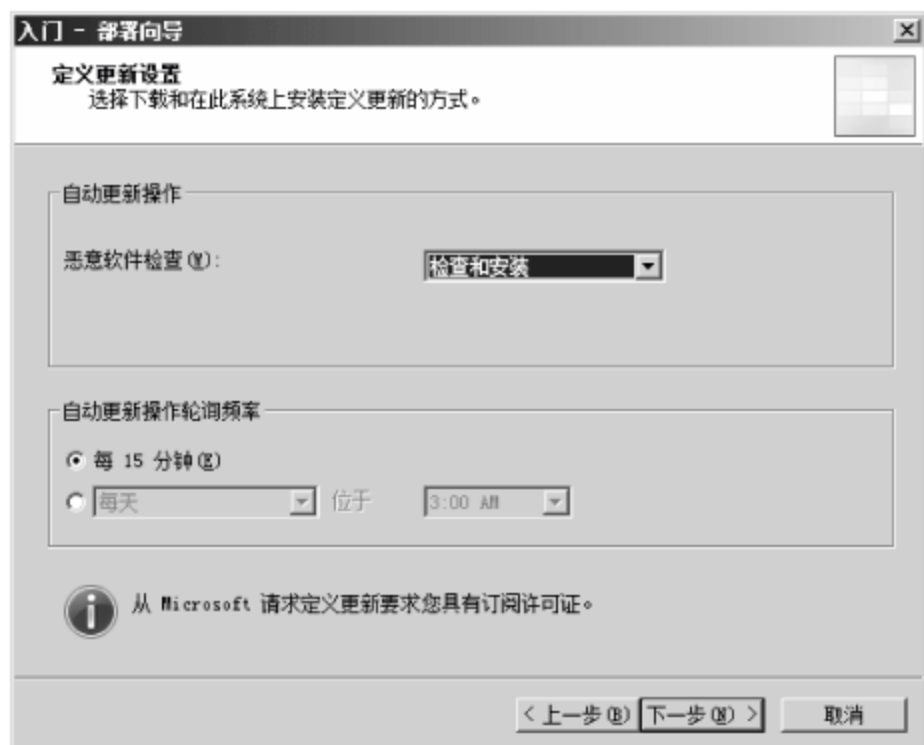 入门 - 部署向导
定义更新设置
选择下载和在此系统上安装定义更新的方式。
自动更新操作
恶意软件检查(W): 检查和安装
自动更新操作轮询频率
每 15 分钟(E)
每天 位于 3:00 AM
从 Microsoft 请求定义更新要求您具有订阅许可证。
< 上一步(B) 下一步(N) > 取消